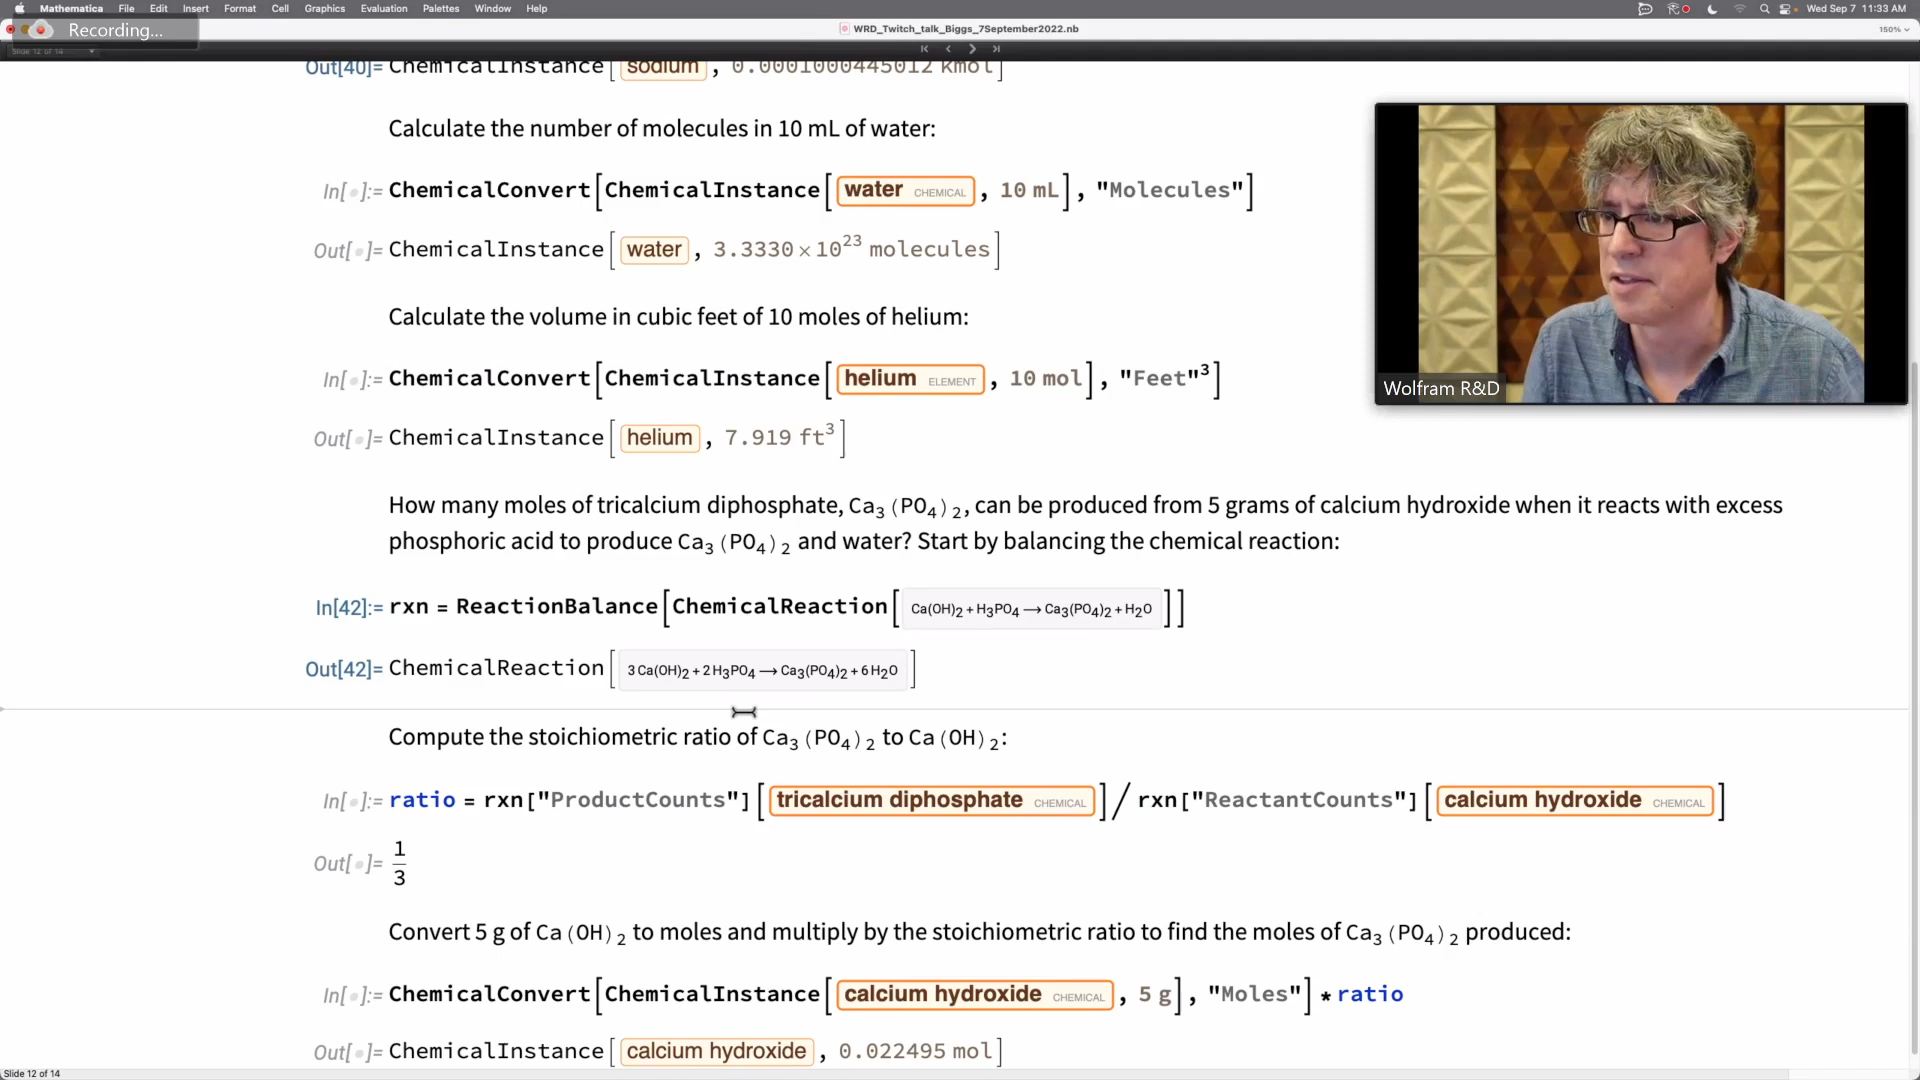 Mathematica File Edit Insert Format Cell Graphics Evaluation Palettes Window Help Wed Sep 7 11:33 AM
Recording...
WRD_Twitch_talk_Biggs_7September2022.nb
150%
Slide 12 of 14
Out[40]= ChemicalInstance[ sodium , 0.0001000445012 kmol ]
Calculate the number of molecules in 10 mL of water:
In[•]:= ChemicalConvert[ChemicalInstance[ water CHEMICAL , 10 mL], "Molecules"]
Out[•]= ChemicalInstance[ water , 3.3330×10²³ molecules]
Calculate the volume in cubic feet of 10 moles of helium:
In[•]:= ChemicalConvert[ChemicalInstance[ helium ELEMENT , 10 mol], "Feet"³]
Wolfram R&D
Out[•]= ChemicalInstance[ helium , 7.919 ft³]
How many moles of tricalcium diphosphate, Ca₃(PO₄)₂, can be produced from 5 grams of calcium hydroxide when it reacts with excess
phosphoric acid to produce Ca₃(PO₄)₂ and water? Start by balancing the chemical reaction:
In[42]:= rxn = ReactionBalance[ChemicalReaction[ Ca(OH)₂ + H₃PO₄ ⟶ Ca₃(PO₄)₂ + H₂O ]]
Out[42]= ChemicalReaction[ 3 Ca(OH)₂ + 2 H₃PO₄ ⟶ Ca₃(PO₄)₂ + 6 H₂O ]
Compute the stoichiometric ratio of Ca₃(PO₄)₂ to Ca(OH)₂:
In[•]:= ratio = rxn["ProductCounts"][ tricalcium diphosphate CHEMICAL ]/rxn["ReactantCounts"][ calcium hydroxide CHEMICAL ]
Out[•]= 1/3
Convert 5 g of Ca(OH)₂ to moles and multiply by the stoichiometric ratio to find the moles of Ca₃(PO₄)₂ produced:
In[•]:= ChemicalConvert[ChemicalInstance[ calcium hydroxide CHEMICAL , 5 g], "Moles"] * ratio
Out[•]= ChemicalInstance[ calcium hydroxide , 0.022495 mol]
Slide 12 of 14